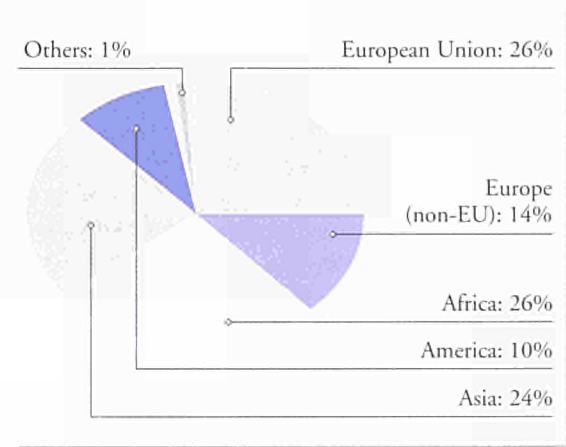 Others: 1%
European Union: 26%
Europe
(non-EU): 14%
Africa: 26%
America: 10%
Asia: 24%